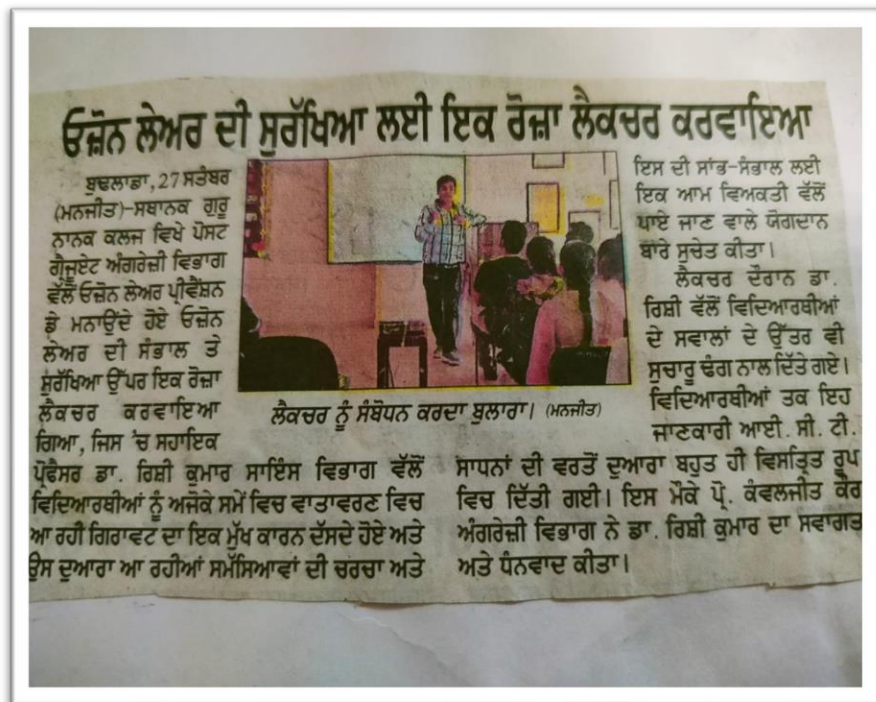 ਓਜ਼ੋਨ ਲੇਅਰ ਦੀ ਸੁਰੱਖਿਆ ਲਈ ਇਕ ਰੋਜ਼ਾ ਲੈਕਚਰ ਕਰਵਾਇਆ
ਬੁਢਲਾਡਾ, 27 ਸਤੰਬਰ
(ਮਨਜੀਤ)-ਸਥਾਨਕ ਗੁਰੂ
ਨਾਨਕ ਕਲਜ ਵਿਖੇ ਪੋਸਟ
ਗ੍ਰੈਜੂਏਟ ਅੰਗਰੇਜ਼ੀ ਵਿਭਾਗ
ਵੱਲੋਂ ਓਜ਼ੋਨ ਲੇਅਰ ਪ੍ਰੀਵੈਂਸ਼ਨ
ਡੇ ਮਨਾਉਂਦੇ ਹੋਏ ਓਜ਼ੋਨ
ਲੇਅਰ ਦੀ ਸੰਭਾਲ ਤੇ
ਸੁਰੱਖਿਆ ਉੱਪਰ ਇਕ ਰੋਜ਼ਾ
ਲੈਕਚਰ ਕਰਵਾਇਆ
ਗਿਆ, ਜਿਸ 'ਚ ਸਹਾਇਕ
ਪ੍ਰੋਫੈਸਰ ਡਾ. ਰਿਸ਼ੀ ਕੁਮਾਰ ਸਾਇੰਸ ਵਿਭਾਗ ਵੱਲੋਂ
ਵਿਦਿਆਰਥੀਆਂ ਨੂੰ ਅਜੋਕੇ ਸਮੇਂ ਵਿਚ ਵਾਤਾਵਰਣ ਵਿਚ
ਆ ਰਹੀ ਗਿਰਾਵਟ ਦਾ ਇਕ ਮੁੱਖ ਕਾਰਨ ਦੱਸਦੇ ਹੋਏ ਅਤੇ
ਉਸ ਦੁਆਰਾ ਆ ਰਹੀਆਂ ਸਮੱਸਿਆਵਾਂ ਦੀ ਚਰਚਾ ਅਤੇ
ਲੈਕਚਰ ਨੂੰ ਸੰਬੋਧਨ ਕਰਦਾ ਬੁਲਾਰਾ। (ਮਨਜੀਤ)
ਇਸ ਦੀ ਸਾਂਭ-ਸੰਭਾਲ ਲਈ
ਇਕ ਆਮ ਵਿਅਕਤੀ ਵੱਲੋਂ
ਪਾਏ ਜਾਣ ਵਾਲੇ ਯੋਗਦਾਨ
ਬਾਰੇ ਸੁਚੇਤ ਕੀਤਾ।
ਲੈਕਚਰ ਦੌਰਾਨ ਡਾ.
ਰਿਸ਼ੀ ਵੱਲੋਂ ਵਿਦਿਆਰਥੀਆਂ
ਦੇ ਸਵਾਲਾਂ ਦੇ ਉੱਤਰ ਵੀ
ਸੁਚਾਰੂ ਢੰਗ ਨਾਲ ਦਿੱਤੇ ਗਏ।
ਵਿਦਿਆਰਥੀਆਂ ਤਕ ਇਹ
ਜਾਣਕਾਰੀ ਆਈ. ਸੀ. ਟੀ.
ਸਾਧਨਾਂ ਦੀ ਵਰਤੋਂ ਦੁਆਰਾ ਬਹੁਤ ਹੀ ਵਿਸਤ੍ਰਿਤ ਰੂਪ
ਵਿਚ ਦਿੱਤੀ ਗਈ। ਇਸ ਮੌਕੇ ਪ੍ਰੋ. ਕੰਵਲਜੀਤ ਕੌਰ
ਅੰਗਰੇਜ਼ੀ ਵਿਭਾਗ ਨੇ ਡਾ. ਰਿਸ਼ੀ ਕੁਮਾਰ ਦਾ ਸਵਾਗਤ
ਅਤੇ ਧੰਨਵਾਦ ਕੀਤਾ।